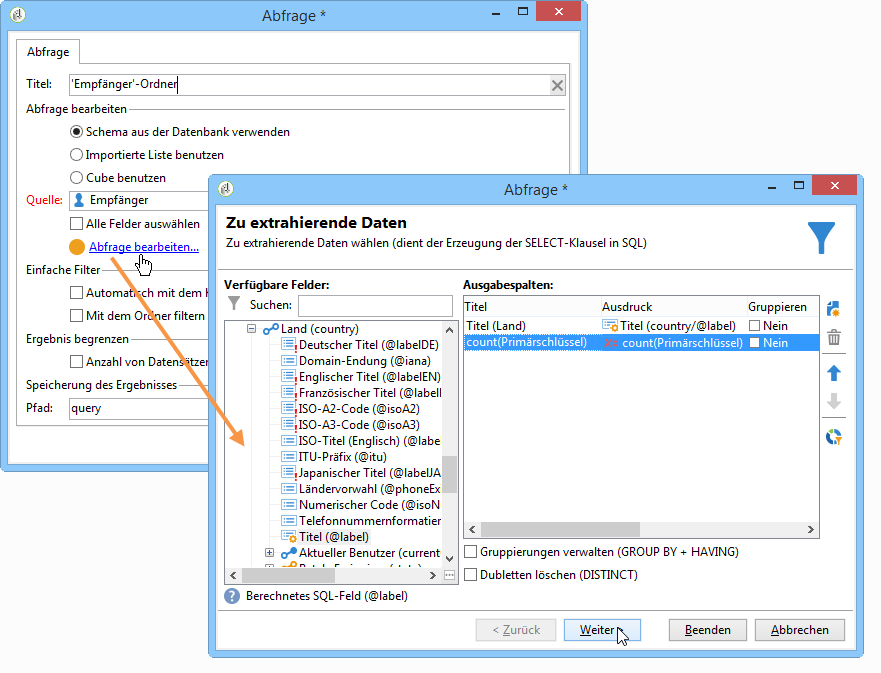 Abfrage *
Abfrage
Titel: 'Empfänger'-Ordner
Abfrage bearbeiten
Schema aus der Datenbank verwenden
Importierte Liste benutzen
Cube benutzen
Quelle: Empfänger
Alle Felder auswählen
Abfrage bearbeiten...
Einfache Filter
Automatisch mit dem
Mit dem Ordner filtern
Ergebnis begrenzen
Anzahl von Datensätzen
Speicherung des Ergebnisses
Pfad: query
Abfrage *
Zu extrahierende Daten
Zu extrahierende Daten wählen (dient der Erzeugung der SELECT-Klausel in SQL)
Verfügbare Felder:
Suchen:
Land (country)
Deutscher Titel (@labelDE)
Domain-Endung (@iana)
Englischer Titel (@labelEN)
Französischer Titel (@labelF
ISO-A2-Code (@isoA2)
ISO-A3-Code (@isoA3)
ISO-Titel (Englisch) (@labe
ITU-Präfix (@itu)
Japanischer Titel (@labelJA
Ländervorwahl (@phoneEx
Numerischer Code (@isoN
Telefonnummernformatier
Titel (@label)
Aktueller Benutzer (current
Berechnetes SQL-Feld (@label)
Ausgabespalten:
Titel Ausdruck Gruppieren
Titel (Land) Titel (country/@label) Nein
count(Primärschlüssel) count(Primärschlüssel) Nein
Gruppierungen verwalten (GROUP BY + HAVING)
Dubletten löschen (DISTINCT)
< Zurück Weiter Beenden Abbrechen